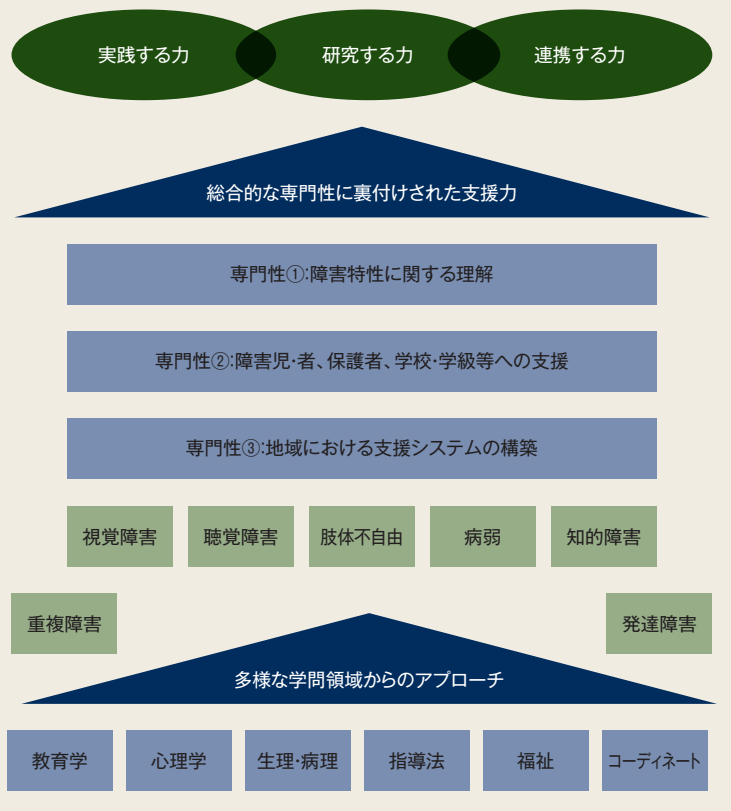 実践する力
研究する力
連携する力
総合的な専門性に裏付けされた支援力
専門性①:障害特性に関する理解
専門性②:障害児・者、保護者、学校・学級等への支援
専門性③:地域における支援システムの構築
視覚障害
聴覚障害
肢体不自由
病弱
知的障害
重複障害
発達障害
多様な学問領域からのアプローチ
教育学
心理学
生理・病理
指導法
福祉
コーディネート